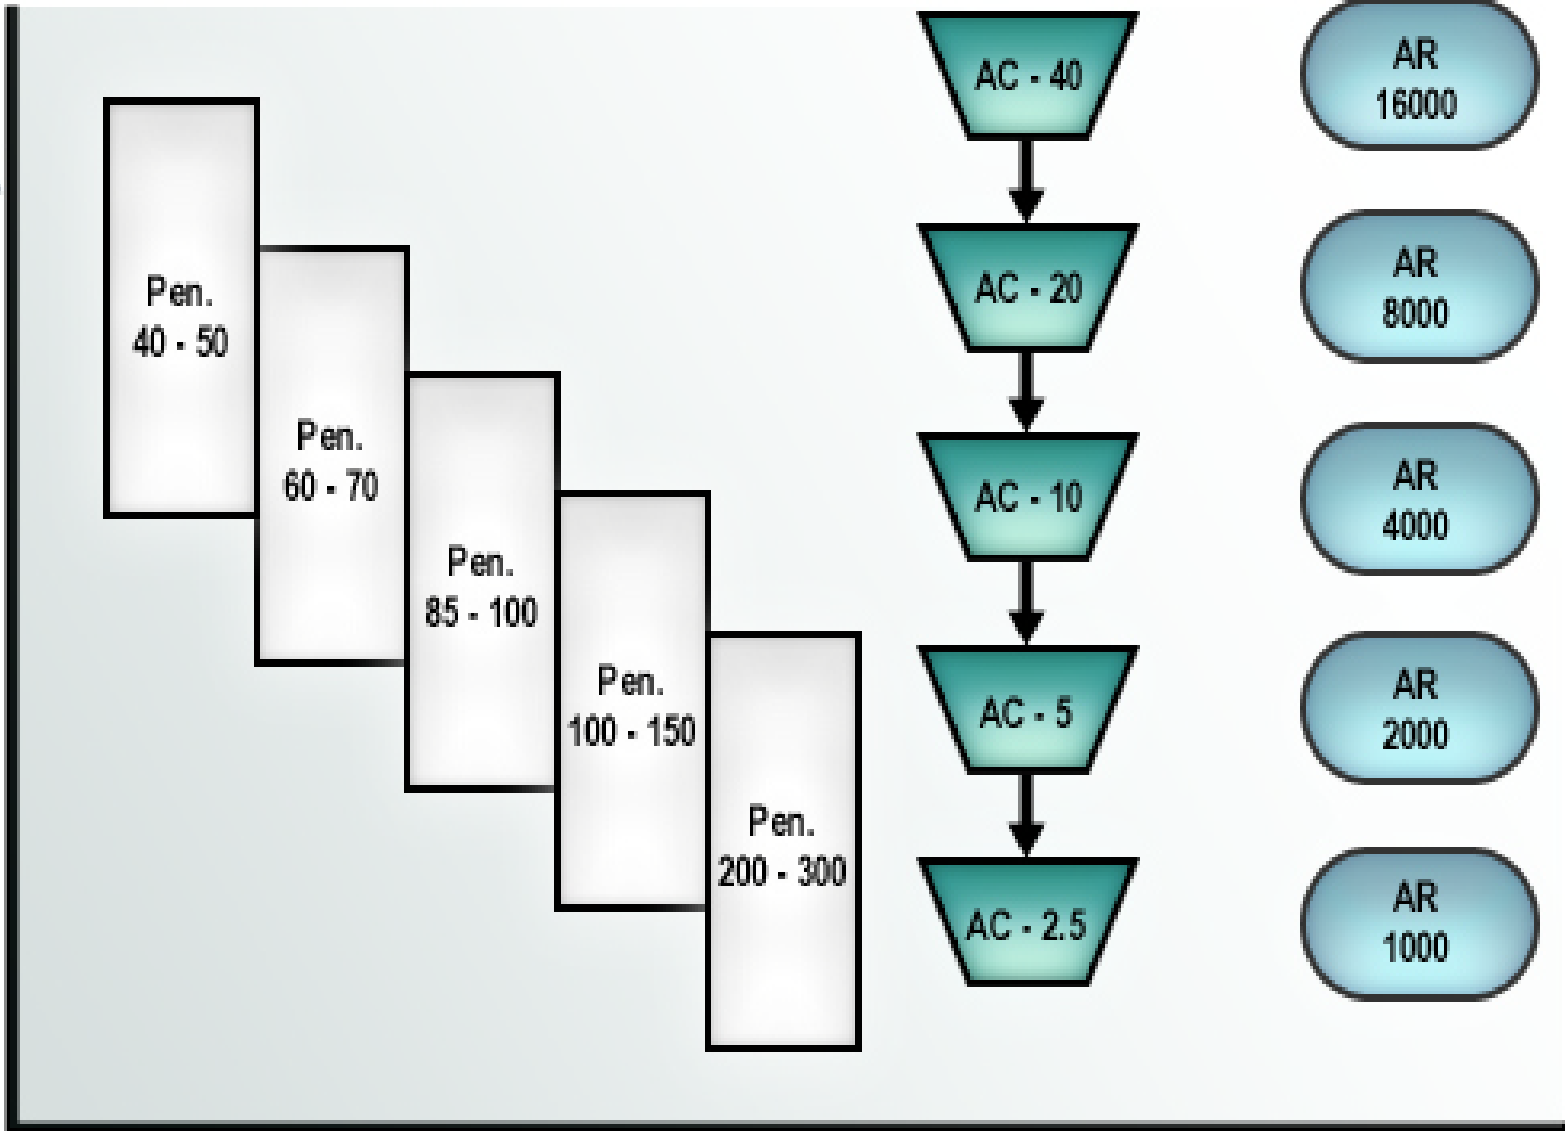 Pen.
40 - 50
Pen.
60 - 70
Pen.
85 - 100
Pen.
100 - 150
Pen.
200 - 300
AC - 40
AC - 20
AC - 10
AC - 5
AC - 2.5
AR
16000
AR
8000
AR
4000
AR
2000
AR
1000